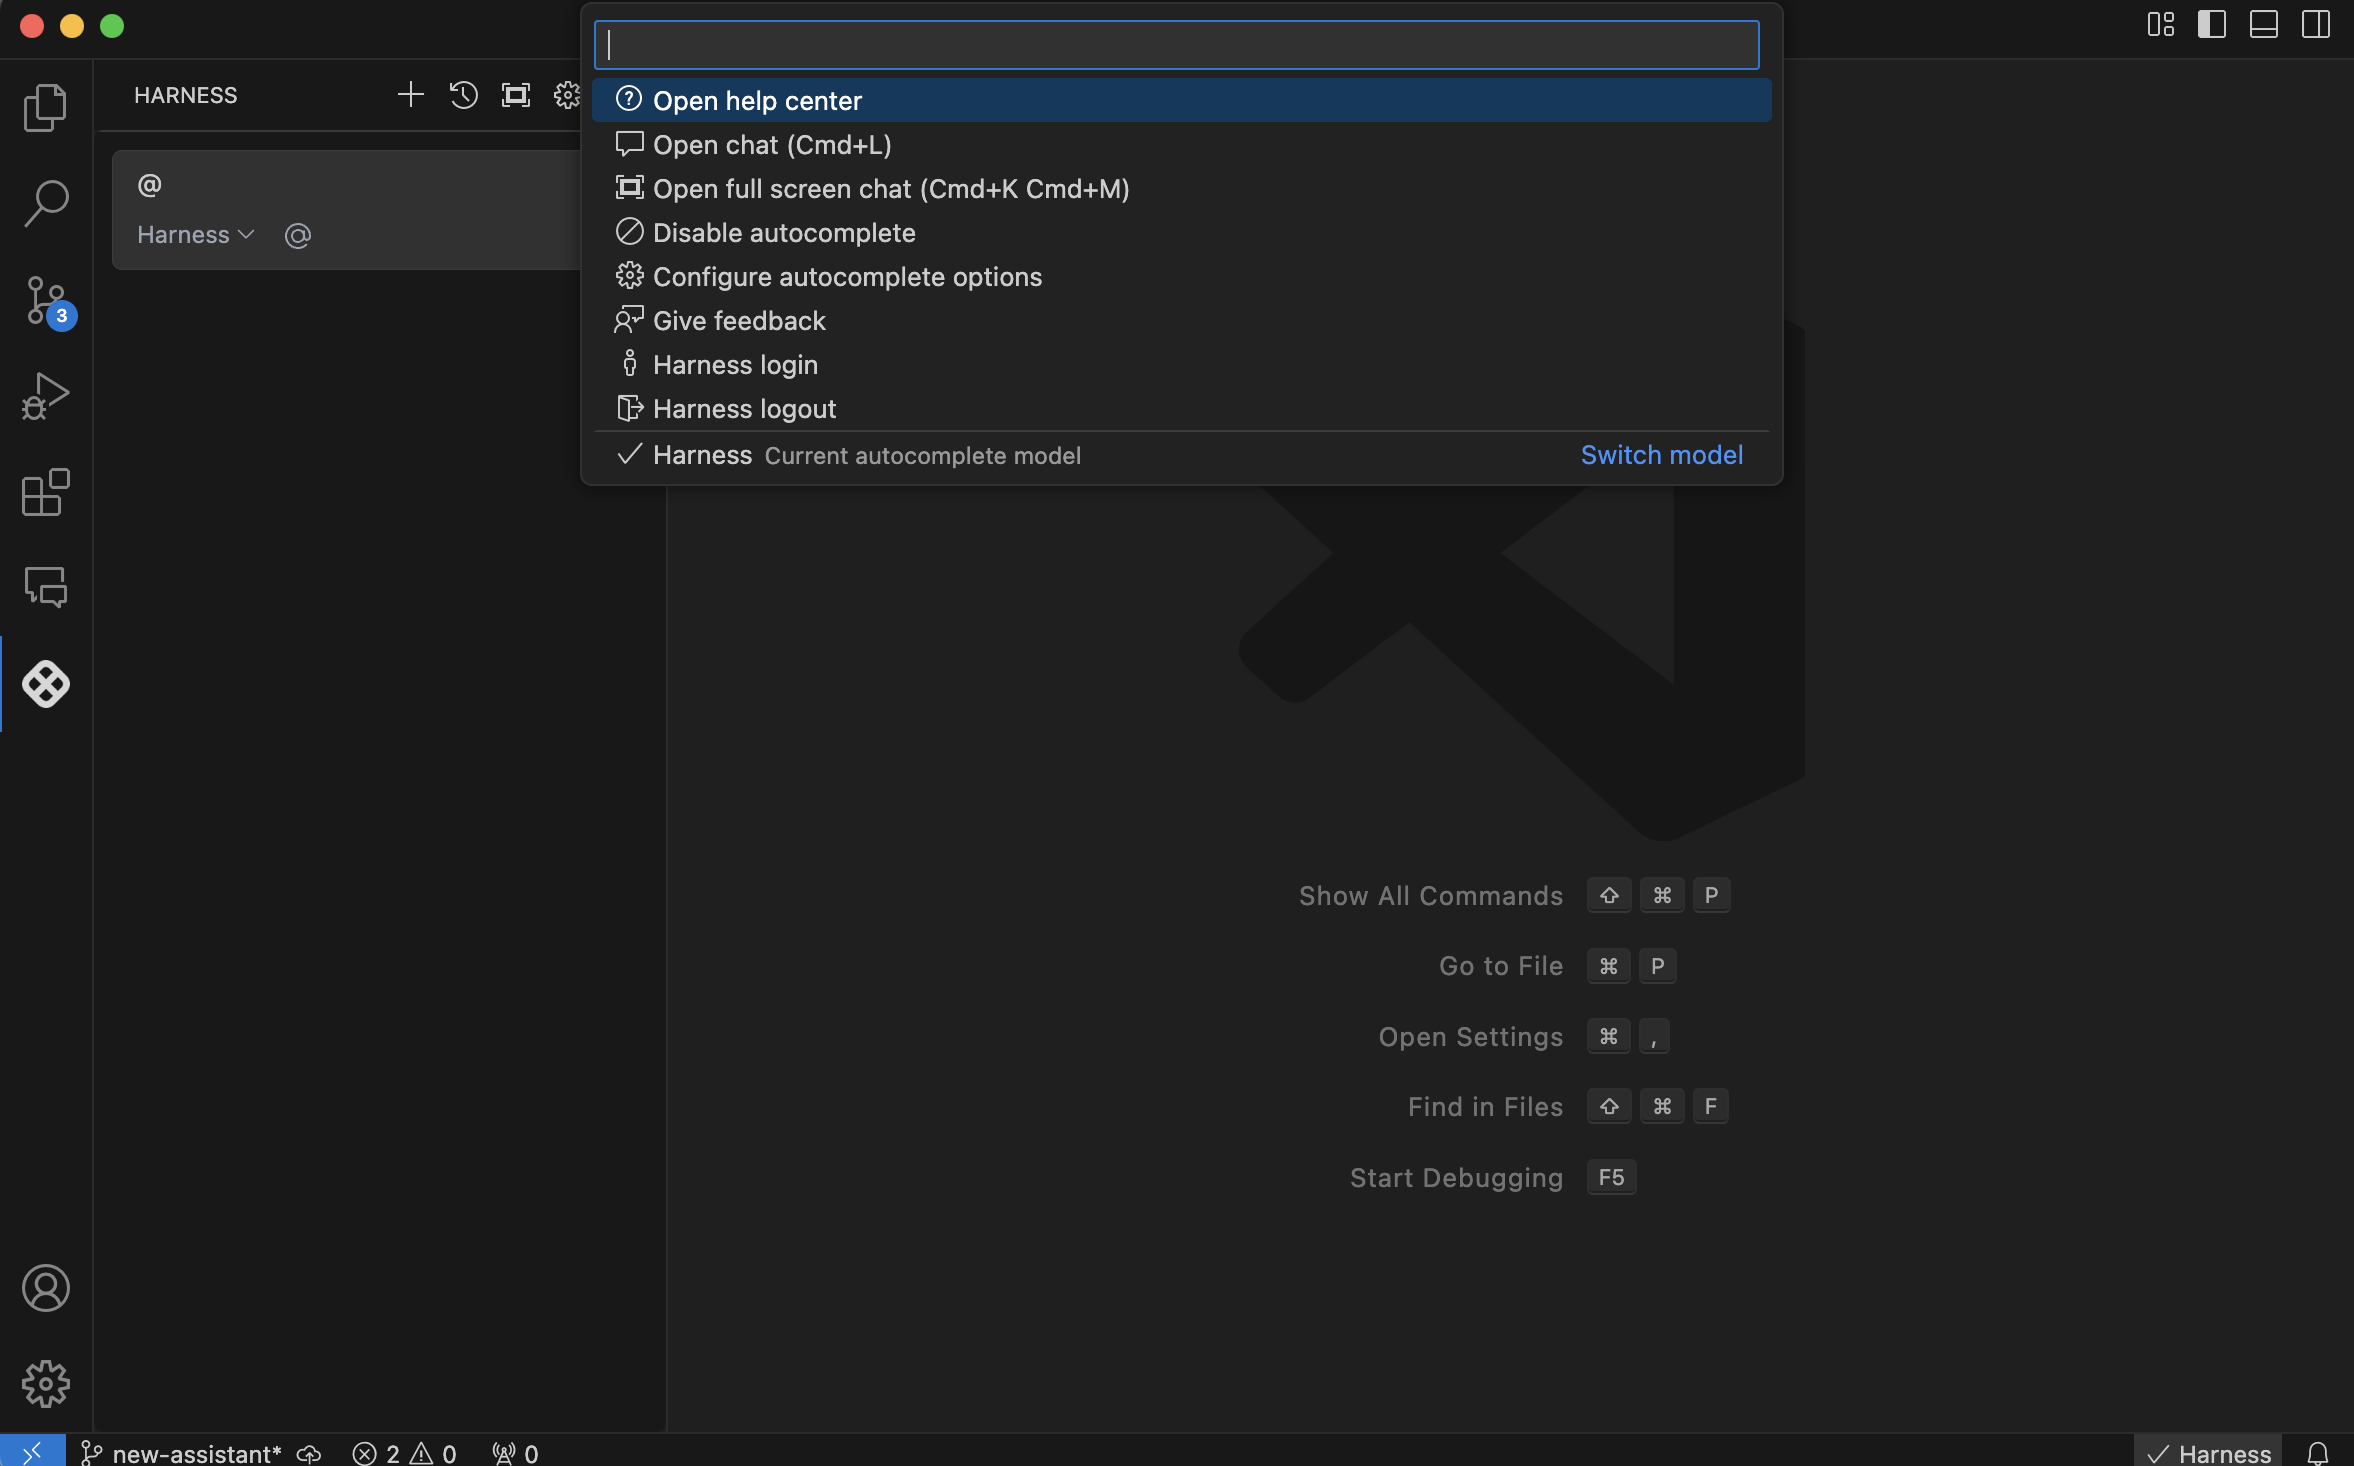 HARNESS
@
Harness
3
Open help center
Open chat (Cmd+L)
Open full screen chat (Cmd+K Cmd+M)
Disable autocomplete
Configure autocomplete options
Give feedback
Harness login
Harness logout
Harness Current autocomplete model Switch model
Show All Commands ⇧ ⌘ P
Go to File ⌘ P
Open Settings ⌘ ,
Find in Files ⇧ ⌘ F
Start Debugging F5
new-assistant* 2 0 0 Harness